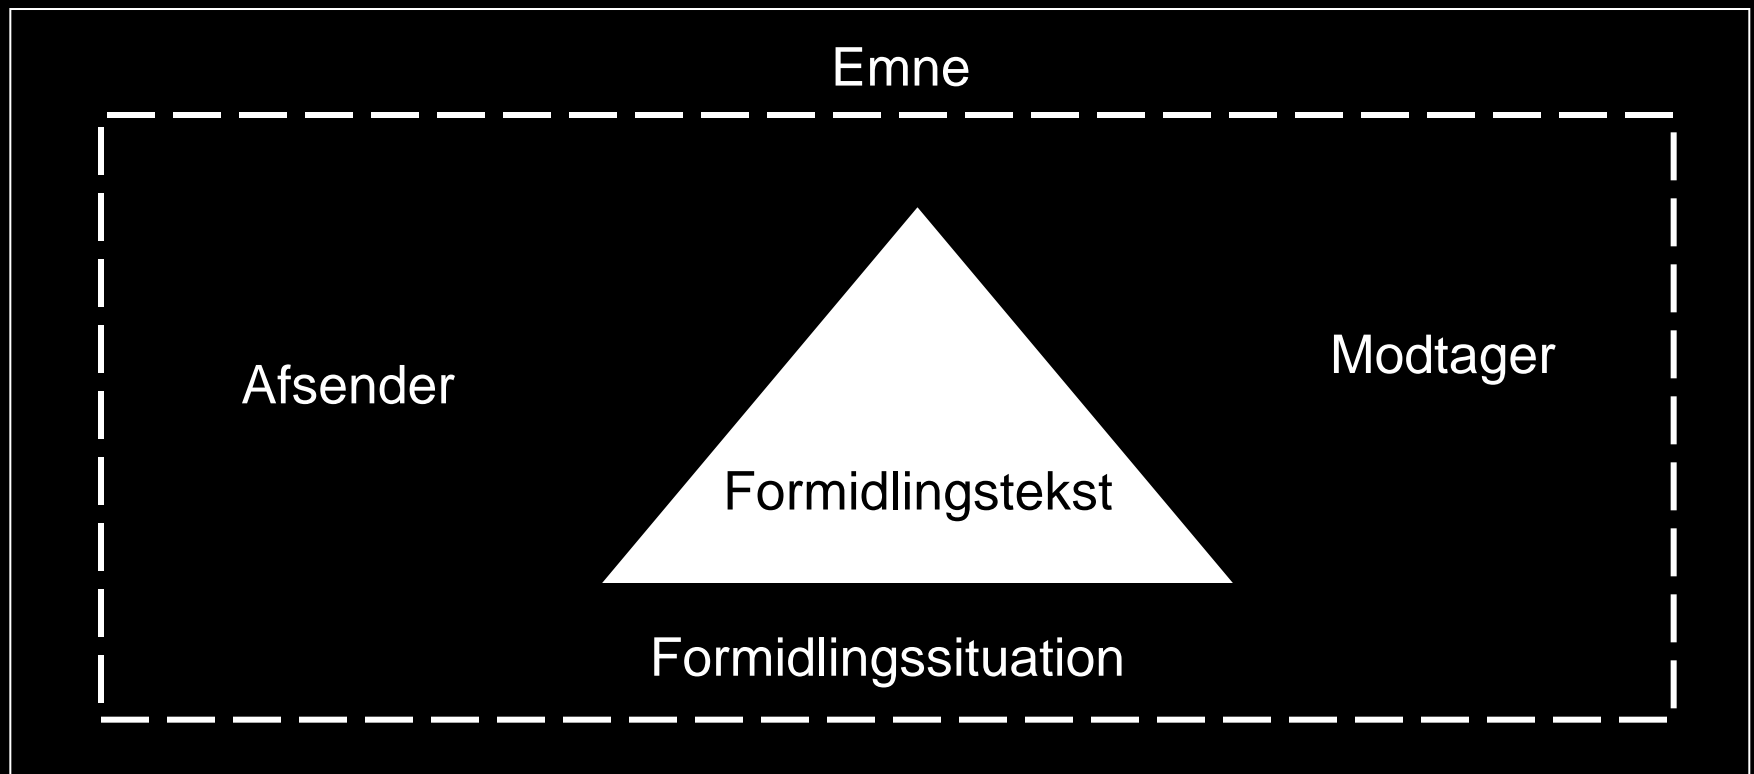 Emne
Modtager
Afsender
Formidlingstekst
Formidlingssituation